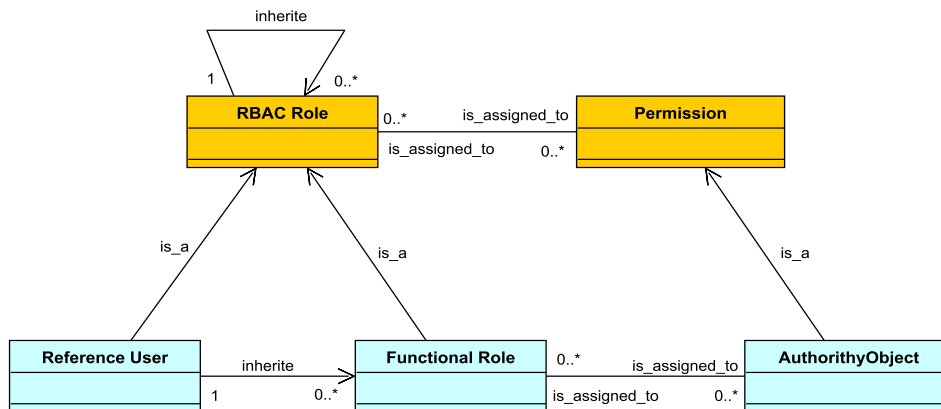 inherite
1
0..*
RBAC Role
Permission
0..*
is_assigned_to
is_assigned_to
0..*
is_a
is_a
is_a
Reference User
Functional Role
AuthorithyObject
inherite
1
0..*
0..*
is_assigned_to
is_assigned_to
0..*